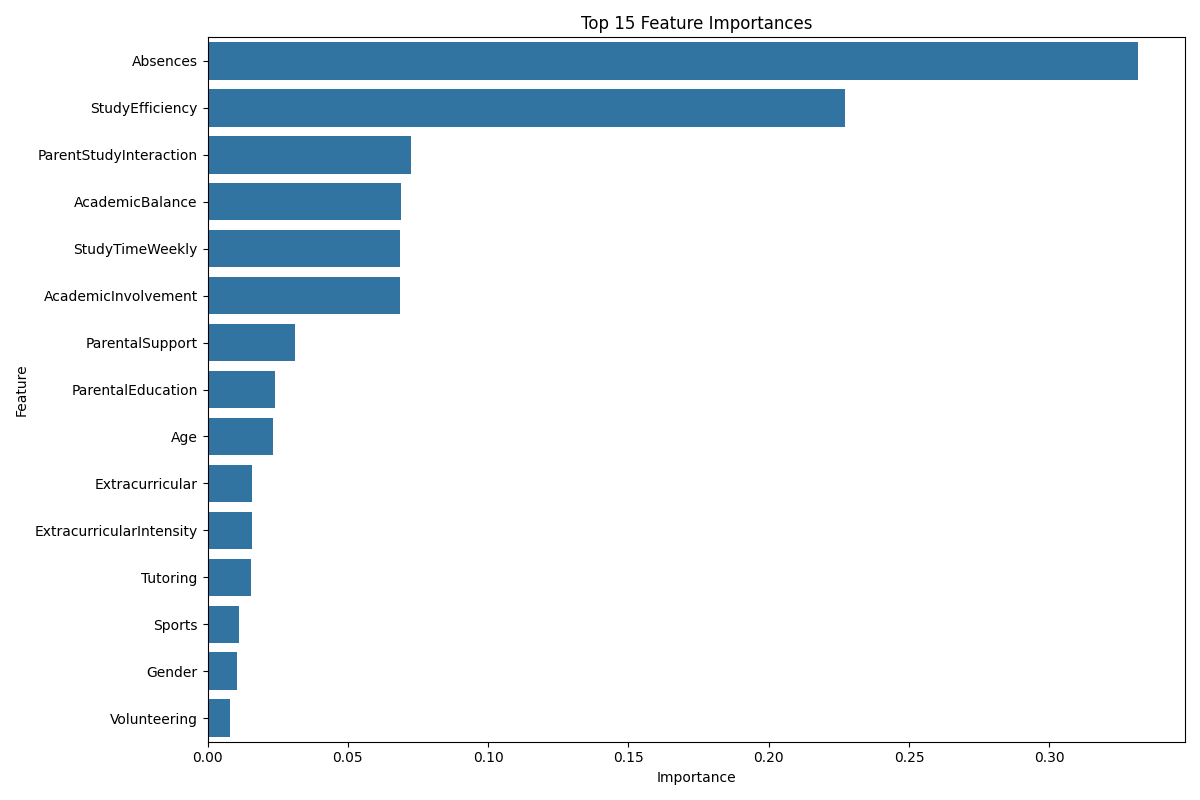 Top 15 Feature Importances
Absences
StudyEfficiency
ParentStudyInteraction
AcademicBalance
StudyTimeWeekly
AcademicInvolvement
ParentalSupport
ParentalEducation
Age
Extracurricular
ExtracurricularIntensity
Tutoring
Sports
Gender
Volunteering
Feature
0.00 0.05 0.10 0.15 0.20 0.25 0.30
Importance